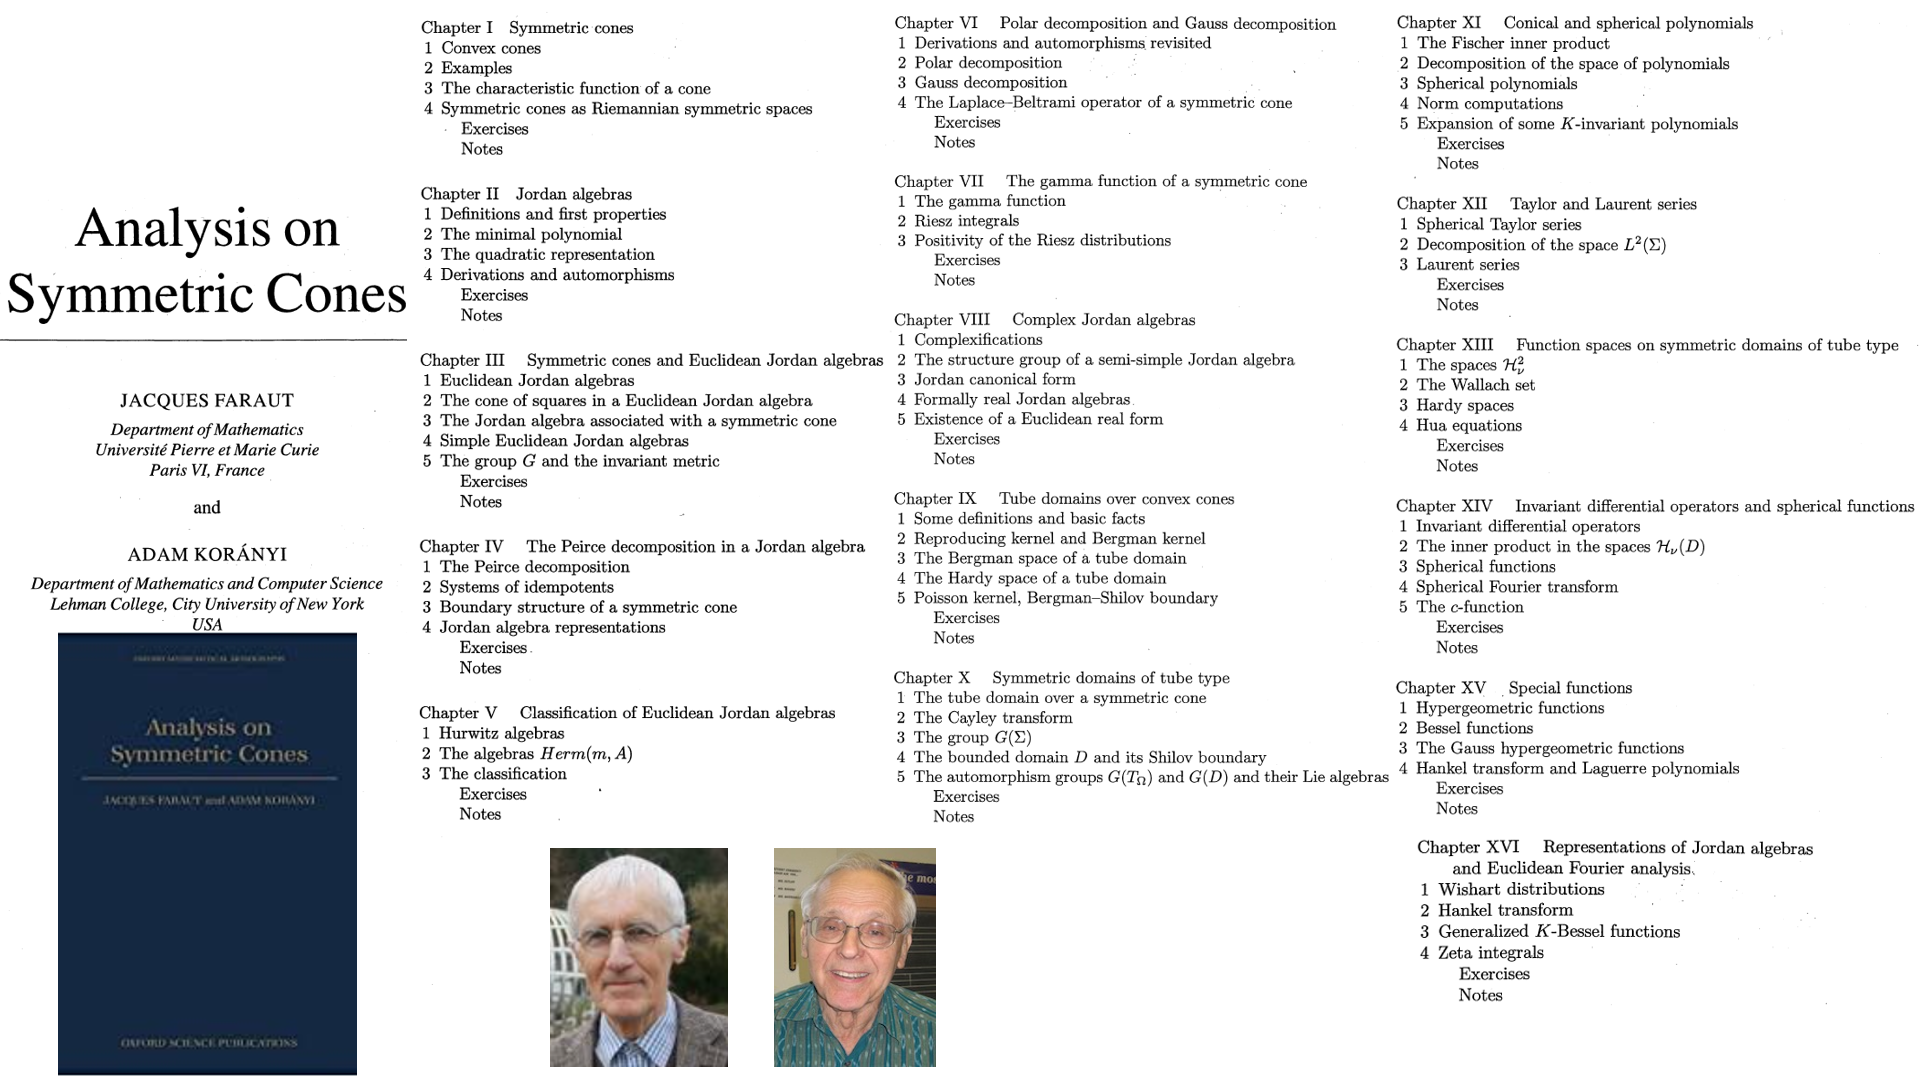 Analysis on
Symmetric Cones
JACQUES FARAUT
Department of Mathematics
Université Pierre et Marie Curie
Paris VI, France
and
ADAM KORÁNYI
Department of Mathematics and Computer Science
Lehman College, City University of New York
USA
OXFORD MATHEMATICAL MONOGRAPHS
Analysis on
Symmetric Cones
JACQUES FARAUT and ADAM KORÁNYI
OXFORD SCIENCE PUBLICATIONS
Chapter I Symmetric cones
1 Convex cones
2 Examples
3 The characteristic function of a cone
4 Symmetric cones as Riemannian symmetric spaces
Exercises
Notes
Chapter II Jordan algebras
1 Definitions and first properties
2 The minimal polynomial
3 The quadratic representation
4 Derivations and automorphisms
Exercises
Notes
Chapter III Symmetric cones and Euclidean Jordan algebras
1 Euclidean Jordan algebras
2 The cone of squares in a Euclidean Jordan algebra
3 The Jordan algebra associated with a symmetric cone
4 Simple Euclidean Jordan algebras
5 The group G and the invariant metric
Exercises
Notes
Chapter IV The Peirce decomposition in a Jordan algebra
1 The Peirce decomposition
2 Systems of idempotents
3 Boundary structure of a symmetric cone
4 Jordan algebra representations
Exercises
Notes
Chapter V Classification of Euclidean Jordan algebras
1 Hurwitz algebras
2 The algebras Herm(m, A)
3 The classification
Exercises
Notes
Chapter VI Polar decomposition and Gauss decomposition
1 Derivations and automorphisms revisited
2 Polar decomposition
3 Gauss decomposition
4 The Laplace–Beltrami operator of a symmetric cone
Exercises
Notes
Chapter VII The gamma function of a symmetric cone
1 The gamma function
2 Riesz integrals
3 Positivity of the Riesz distributions
Exercises
Notes
Chapter VIII Complex Jordan algebras
1 Complexifications
2 The structure group of a semi-simple Jordan algebra
3 Jordan canonical form
4 Formally real Jordan algebras
5 Existence of a Euclidean real form
Exercises
Notes
Chapter IX Tube domains over convex cones
1 Some definitions and basic facts
2 Reproducing kernel and Bergman kernel
3 The Bergman space of a tube domain
4 The Hardy space of a tube domain
5 Poisson kernel, Bergman–Shilov boundary
Exercises
Notes
Chapter X Symmetric domains of tube type
1 The tube domain over a symmetric cone
2 The Cayley transform
3 The group G(Σ)
4 The bounded domain D and its Shilov boundary
5 The automorphism groups G(T_Ω) and G(D) and their Lie algebras
Exercises
Notes
Chapter XI Conical and spherical polynomials
1 The Fischer inner product
2 Decomposition of the space of polynomials
3 Spherical polynomials
4 Norm computations
5 Expansion of some K-invariant polynomials
Exercises
Notes
Chapter XII Taylor and Laurent series
1 Spherical Taylor series
2 Decomposition of the space L²(Σ)
3 Laurent series
Exercises
Notes
Chapter XIII Function spaces on symmetric domains of tube type
1 The spaces ℋ²_ν
2 The Wallach set
3 Hardy spaces
4 Hua equations
Exercises
Notes
Chapter XIV Invariant differential operators and spherical functions
1 Invariant differential operators
2 The inner product in the spaces ℋ_ν(D)
3 Spherical functions
4 Spherical Fourier transform
5 The c-function
Exercises
Notes
Chapter XV Special functions
1 Hypergeometric functions
2 Bessel functions
3 The Gauss hypergeometric functions
4 Hankel transform and Laguerre polynomials
Exercises
Notes
Chapter XVI Representations of Jordan algebras
and Euclidean Fourier analysis
1 Wishart distributions
2 Hankel transform
3 Generalized K-Bessel functions
4 Zeta integrals
Exercises
Notes